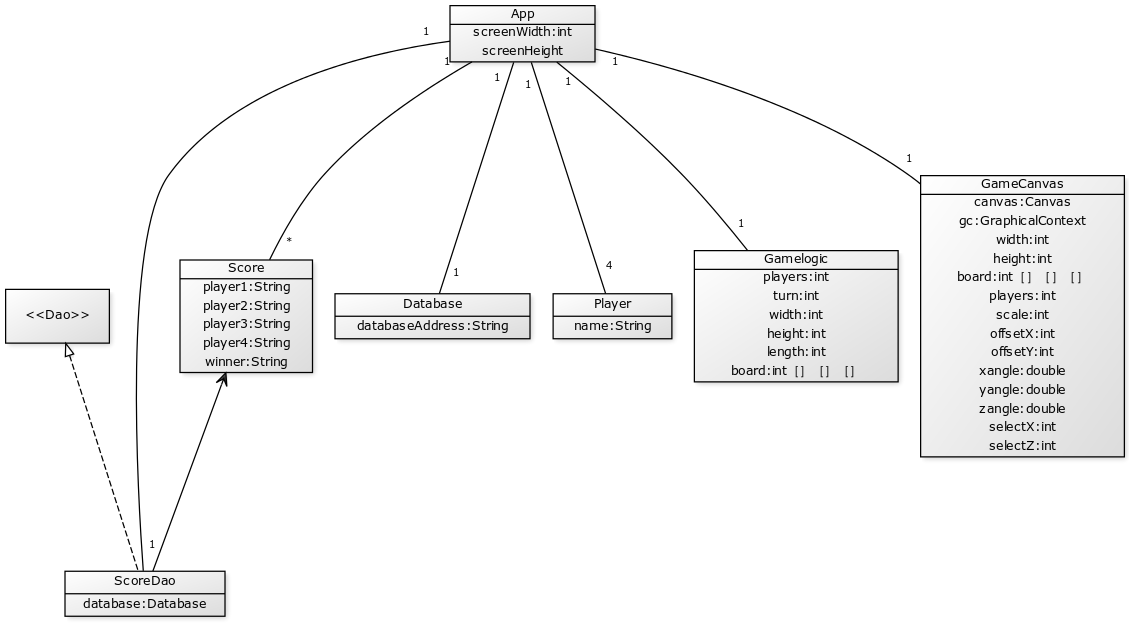 App
screenWidth:int
screenHeight
1
1
1
1
1
1
1
*
1
4
1
1
1
GameCanvas
canvas:Canvas
gc:GraphicalContext
width:int
height:int
board:int [] [] []
players:int
scale:int
offsetX:int
offsetY:int
xangle:double
yangle:double
zangle:double
selectX:int
selectZ:int
Gamelogic
players:int
turn:int
width:int
height:int
length:int
board:int [] [] []
Score
player1:String
player2:String
player3:String
player4:String
winner:String
Database
databaseAddress:String
Player
name:String
<<Dao>>
ScoreDao
database:Database